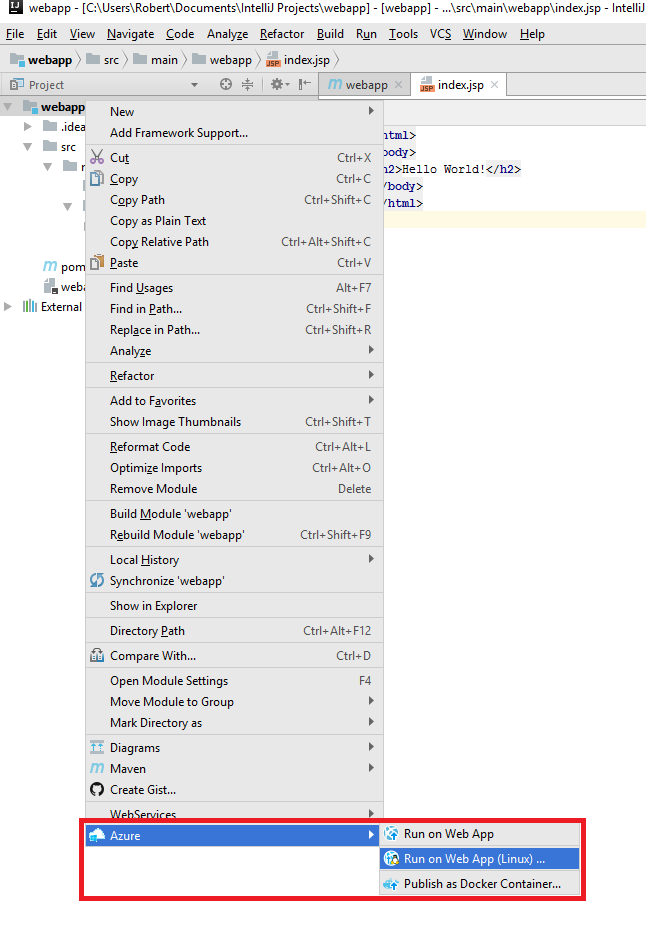 webapp - [C:\Users\Robert\Documents\IntelliJ Projects\webapp] - [webapp] - ...\src\main\webapp\index.jsp - IntelliJ
File Edit View Navigate Code Analyze Refactor Build Run Tools VCS Window Help
webapp src main webapp index.jsp
Project webapp index.jsp
webapp
.idea
src
pom
weba
External
html>
body>
h2>Hello World!</h2>
/body>
/html>
New
Add Framework Support...
Cut Ctrl+X
Copy Ctrl+C
Copy Path Ctrl+Shift+C
Copy as Plain Text
Copy Relative Path Ctrl+Alt+Shift+C
Paste Ctrl+V
Find Usages Alt+F7
Find in Path... Ctrl+Shift+F
Replace in Path... Ctrl+Shift+R
Analyze
Refactor
Add to Favorites
Show Image Thumbnails Ctrl+Shift+T
Reformat Code Ctrl+Alt+L
Optimize Imports Ctrl+Alt+O
Remove Module Delete
Build Module 'webapp'
Rebuild Module 'webapp' Ctrl+Shift+F9
Local History
Synchronize 'webapp'
Show in Explorer
Directory Path Ctrl+Alt+F12
Compare With... Ctrl+D
Open Module Settings F4
Move Module to Group
Mark Directory as
Diagrams
Maven
Create Gist...
WebServices
Azure
Run on Web App
Run on Web App (Linux) ...
Publish as Docker Container...